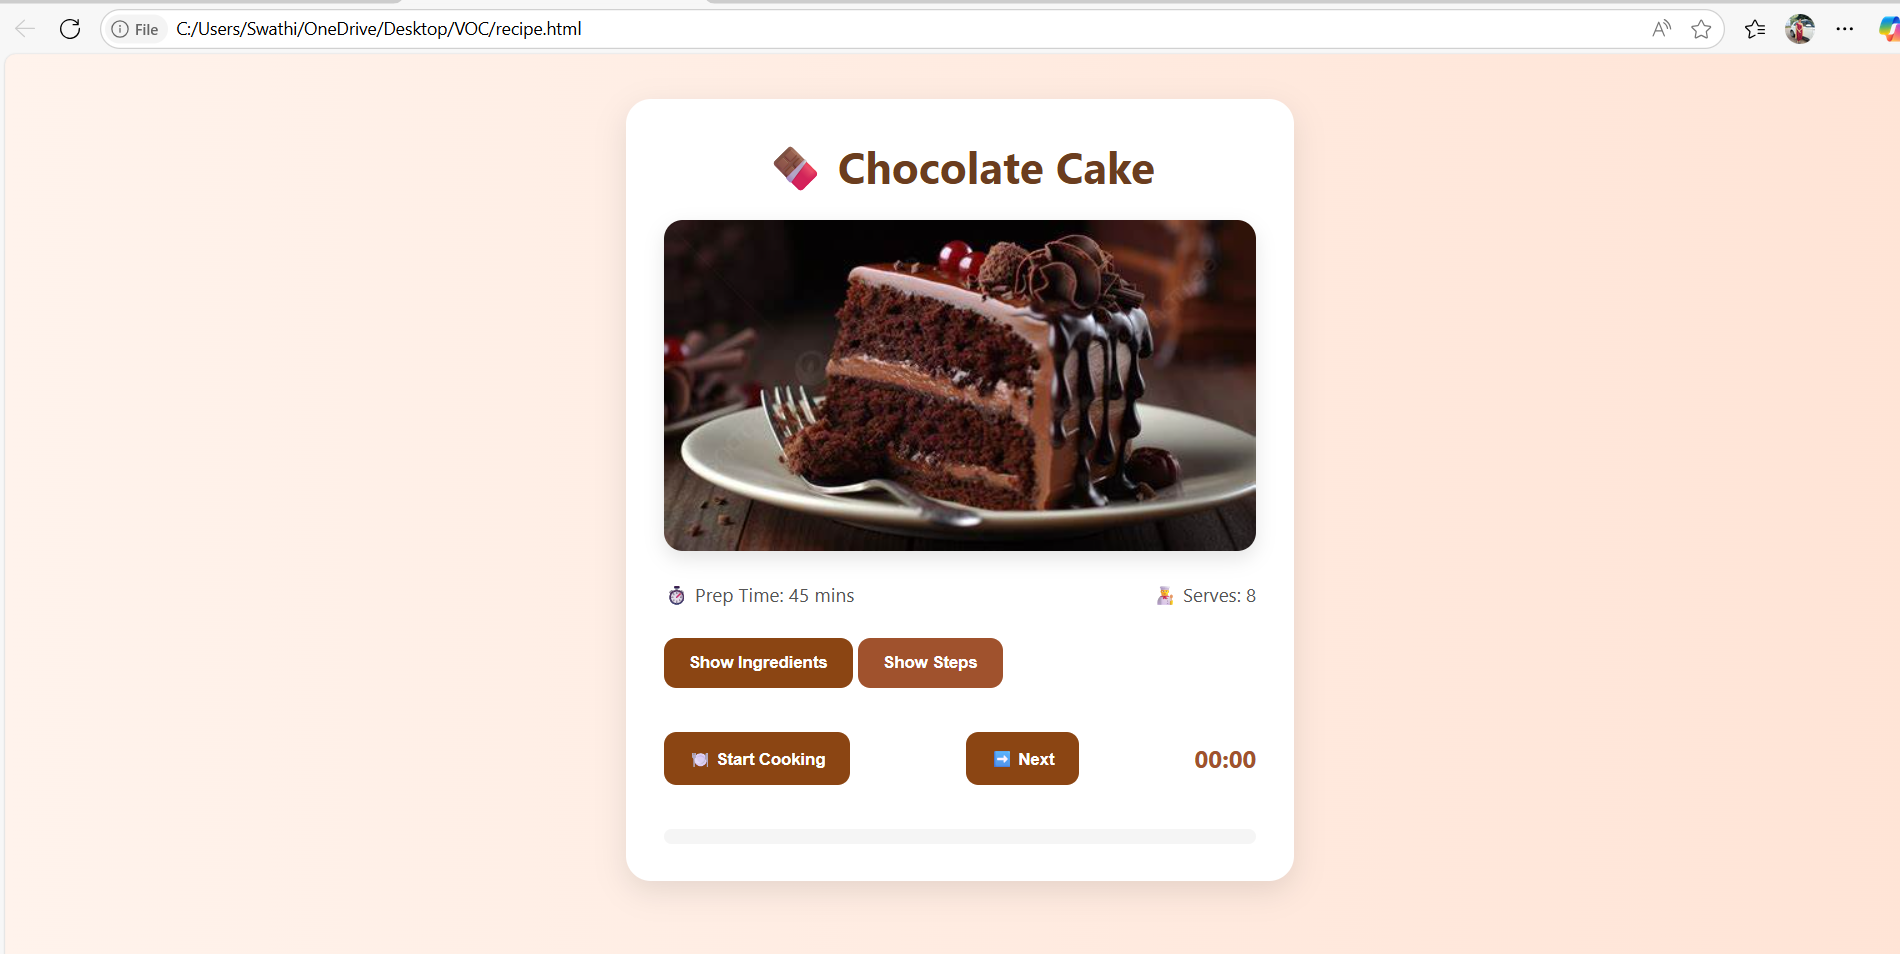 File C:/Users/Swathi/OneDrive/Desktop/VOC/recipe.html
Chocolate Cake
Prep Time: 45 mins Serves: 8
Show Ingredients Show Steps
Start Cooking Next 00:00